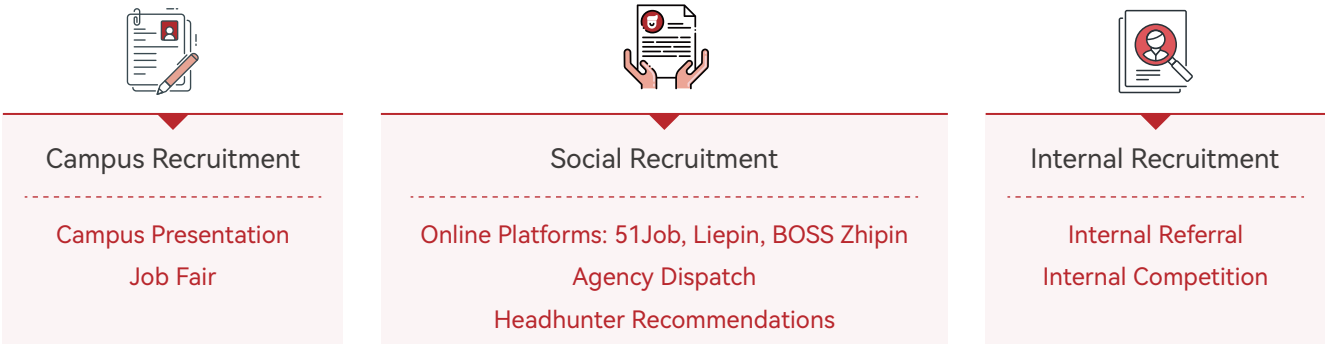 Campus Recruitment
Campus Presentation
Job Fair
Social Recruitment
Online Platforms: 51Job, Liepin, BOSS Zhipin
Agency Dispatch
Headhunter Recommendations
Internal Recruitment
Internal Referral
Internal Competition